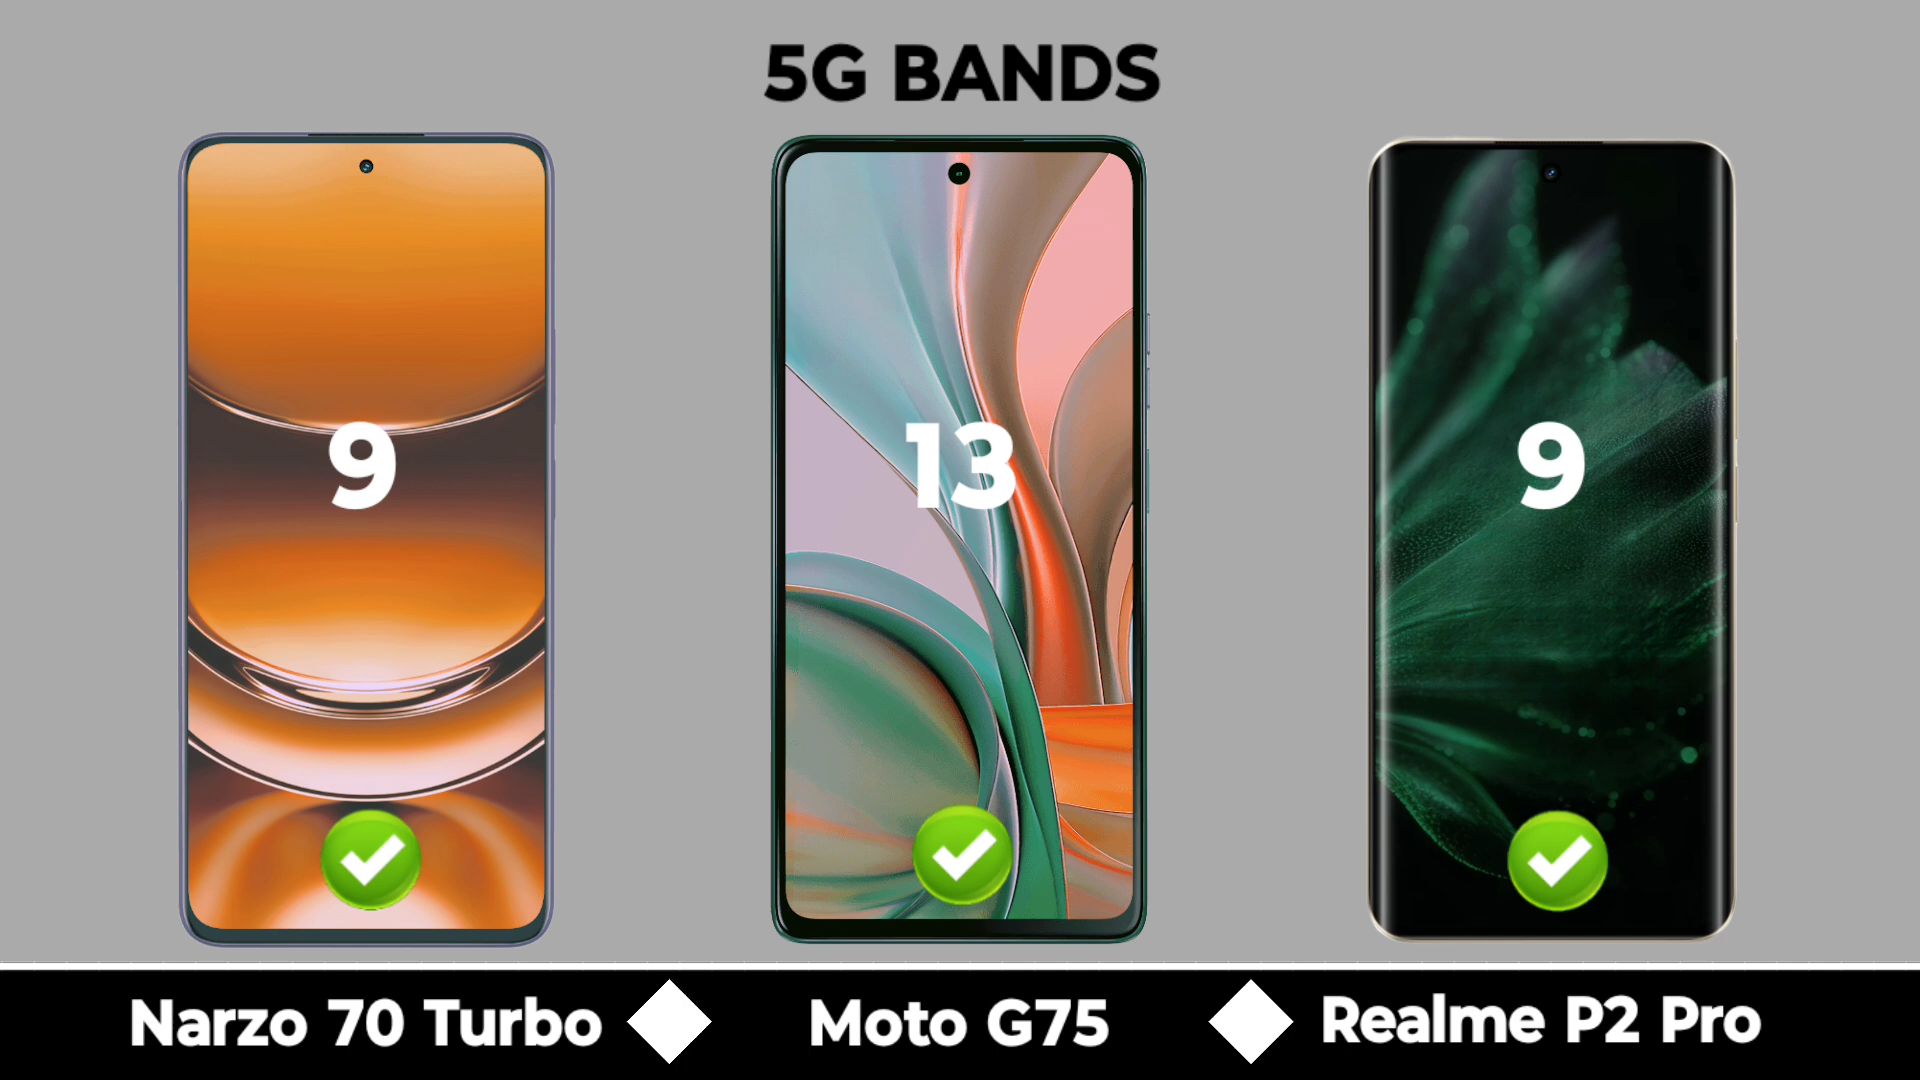 5G BANDS
9
13
9
Narzo 70 Turbo
Moto G75
Realme P2 Pro